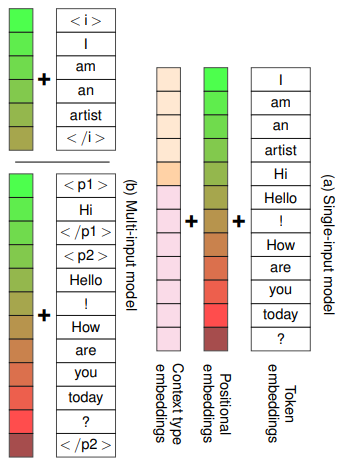 < i >
I
am
an
artist
< /i >
+
< p1 >
Hi
< /p1 >
< p2 >
Hello
!
How
are
you
today
?
< /p2 >
+
(b) Multi-input model
I
am
an
artist
Hi
Hello
!
How
are
you
today
?
+
+
Context type
embeddings
Positional
embeddings
Token
embeddings
(a) Single-input model